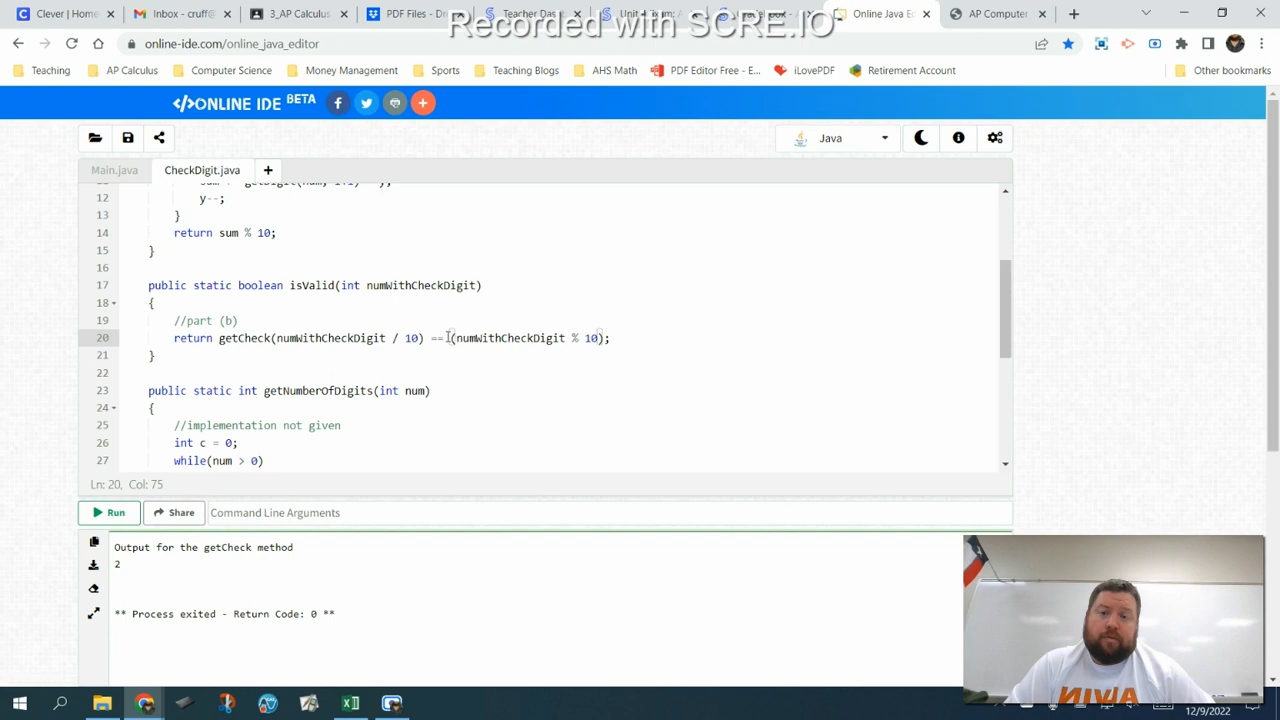 Clever | Home
Inbox - cruff@
3_AP Calculus
PDF Files - Dr
Teacher Dash
Online Java Ed
AP Computer
Recorded with SCRE.IO
online-ide.com/online_java_editor
Teaching
AP Calculus
Computer Science
Money Management
Sports
Teaching Blogs
AHS Math
PDF Editor Free - E...
iLovePDF
Retirement Account
Other bookmarks
</>ONLINE IDE BETA
Java
Main.java
CheckDigit.java
12 y--;
13 }
14 return sum % 10;
15 }
16
17 public static boolean isValid(int numWithCheckDigit)
18 {
19 //part (b)
20 return getCheck(numWithCheckDigit / 10) == (numWithCheckDigit % 10);
21 }
22
23 public static int getNumberOfDigits(int num)
24 {
25 //implementation not given
26 int c = 0;
27 while(num > 0)
Ln: 20, Col: 75
Run
Share
Command Line Arguments
Output for the getCheck method
2
** Process exited - Return Code: 0 **
12/9/2022